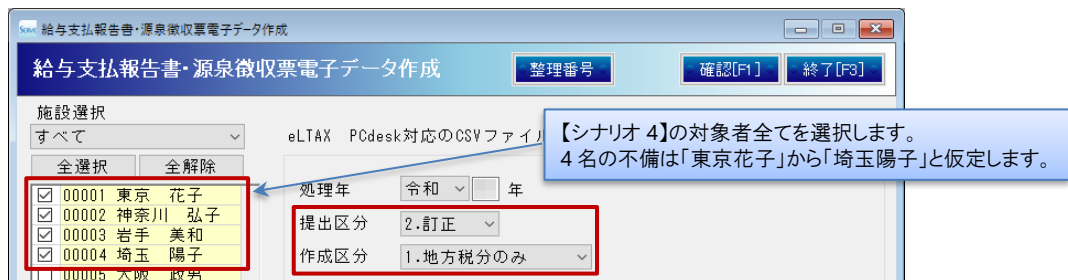 Serve 給与支払報告書･源泉徴収票電子データ作成
給与支払報告書･源泉徴収票電子データ作成
整理番号
確認[F1]
終了[F3]
施設選択
すべて
全選択
全解除
eLTAX PCdesk対応のCSVファイル
【シナリオ 4】の対象者全てを選択します。
4 名の不備は「東京花子」から「埼玉陽子」と仮定します。
00001 東京 花子
00002 神奈川 弘子
00003 岩手 美和
00004 埼玉 陽子
00005 大阪 政男
処理年
令和
年
提出区分
2.訂正
作成区分
1.地方税分のみ